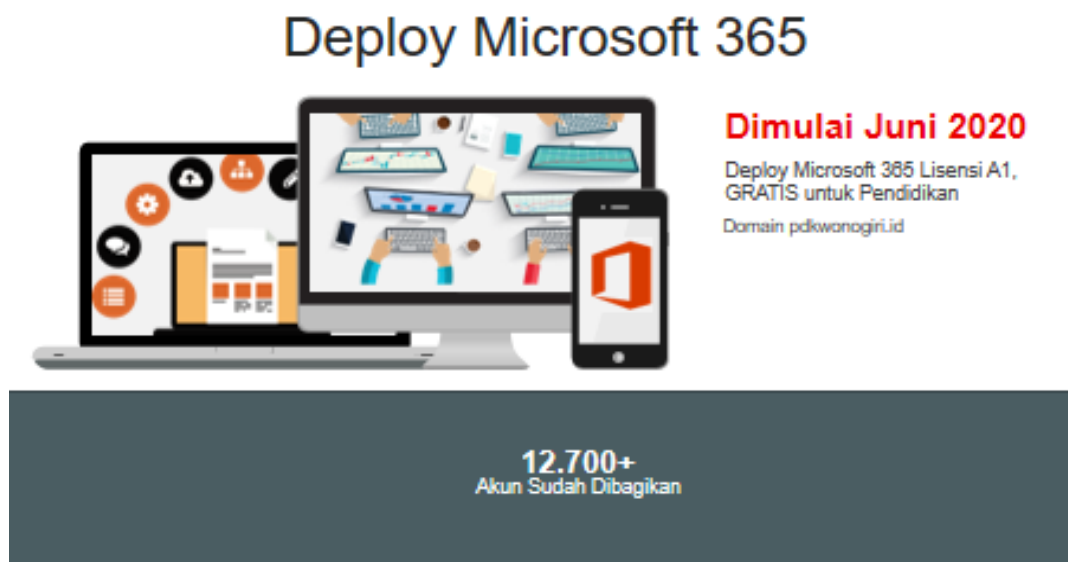 Deploy Microsoft 365
Dimulai Juni 2020
Deploy Microsoft 365 Lisensi A1,
GRATIS untuk Pendidikan
Domain pdkwonogiri.id
12.700+
Akun Sudah Dibagikan